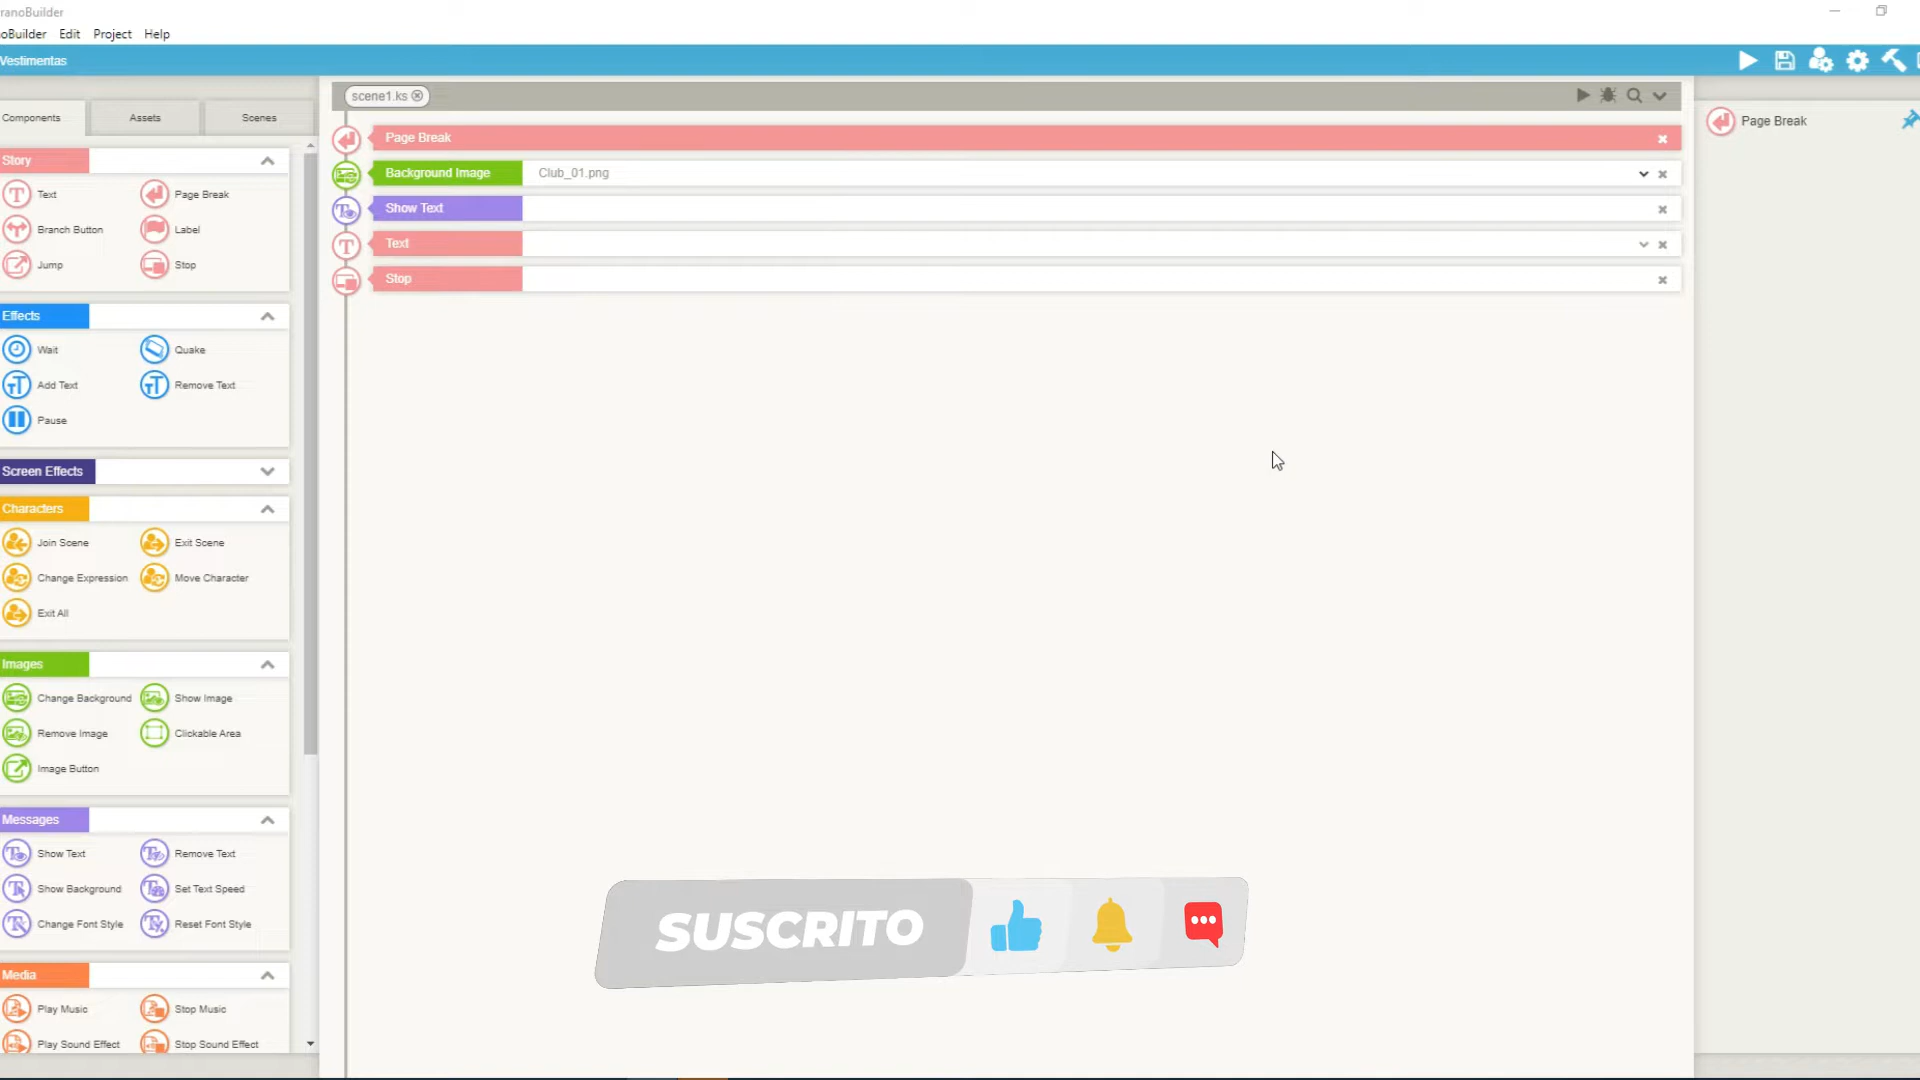 ranoBuilder
oBuilder Edit Project Help
Vestimentas
Components Assets Scenes
scene1.ks
Page Break
Background Image Club_01.png
Show Text
Text
Stop
Page Break
Story
Text Page Break
Branch Button Label
Jump Stop
Effects
Wait Quake
Add Text Remove Text
Pause
Screen Effects
Characters
Join Scene Exit Scene
Change Expression Move Character
Exit All
Images
Change Background Show Image
Remove Image Clickable Area
Image Button
Messages
Show Text Remove Text
Show Background Set Text Speed
Change Font Style Reset Font Style
Media
Play Music Stop Music
Play Sound Effect Stop Sound Effect
SUSCRITO